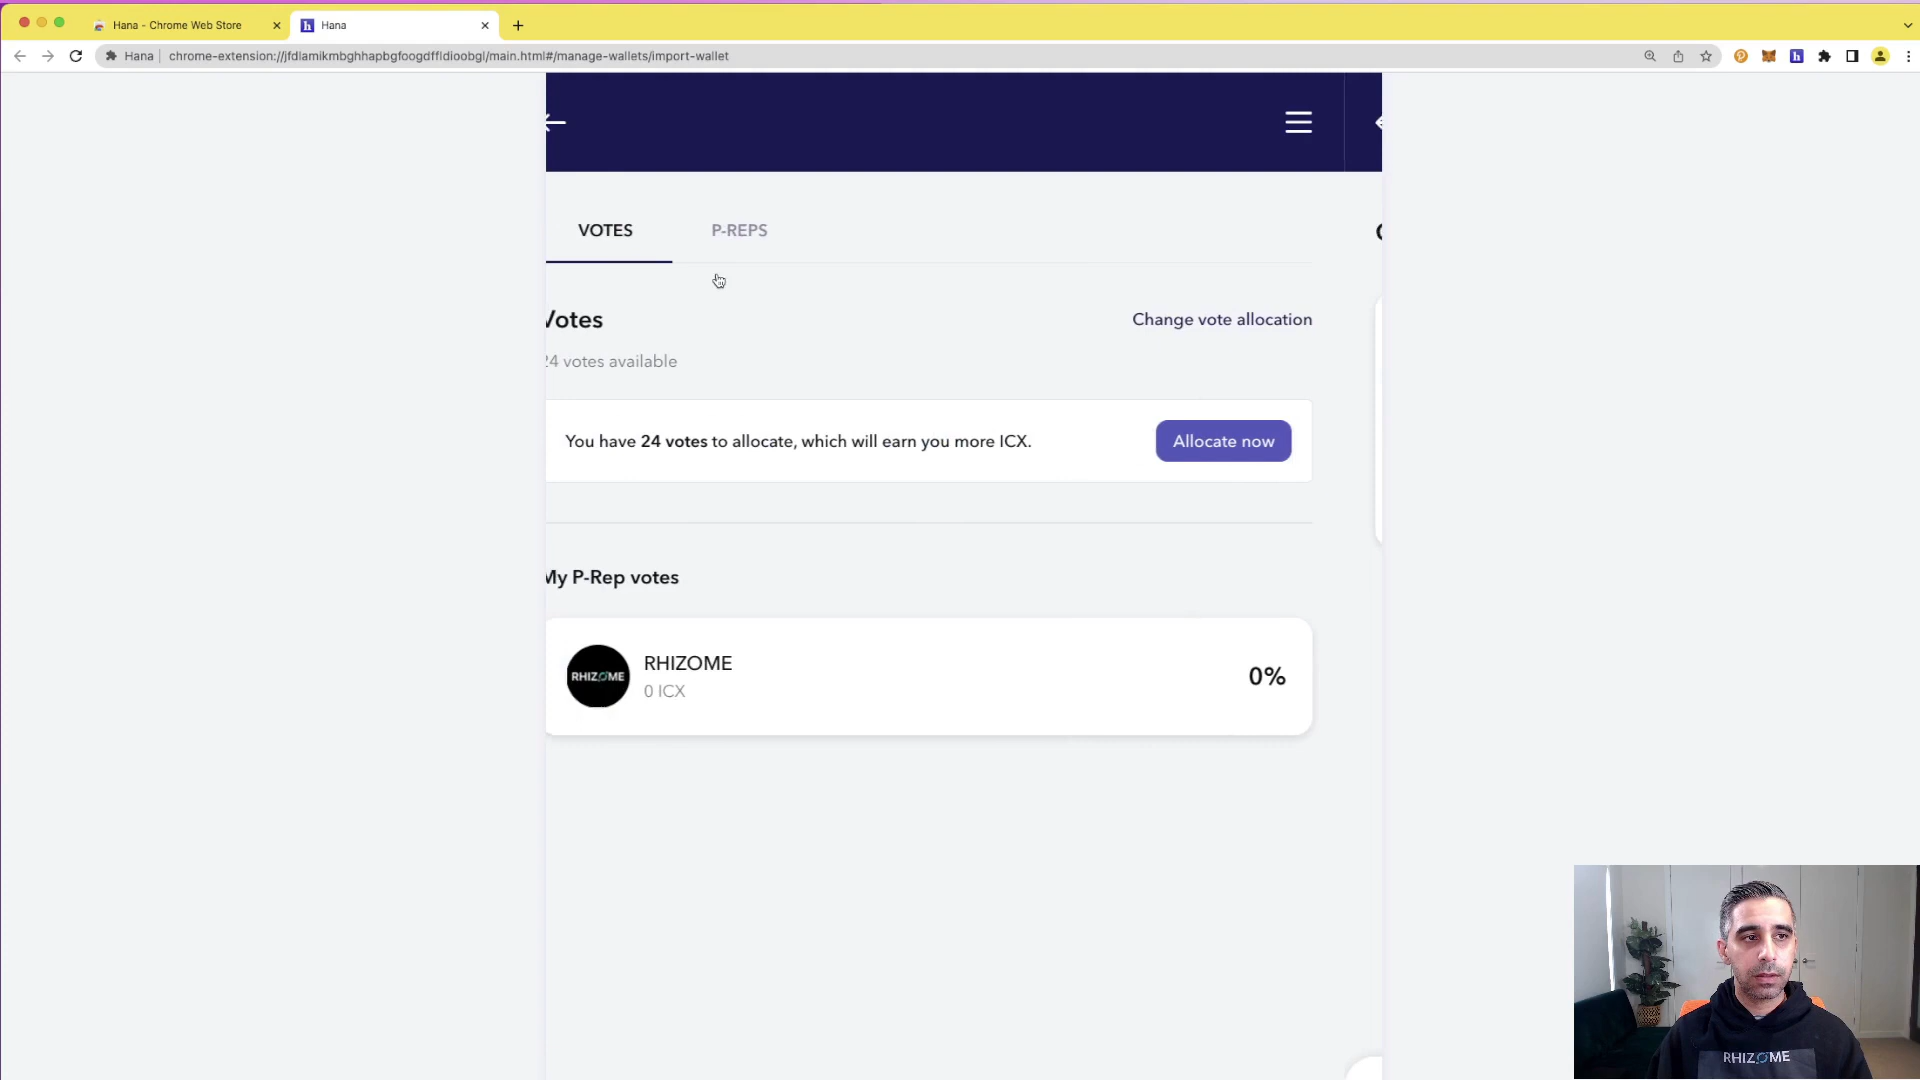 Hana - Chrome Web Store
Hana
Hana
chrome-extension://jfdlamikmbghhapbgfoogdffldioobgl/main.html#/manage-wallets/import-wallet
VOTES
P-REPS
Votes
Change vote allocation
24 votes available
You have 24 votes to allocate, which will earn you more ICX.
Allocate now
My P-Rep votes
RHIZOME
RHIZOME
0 ICX
0%
RHIZOME